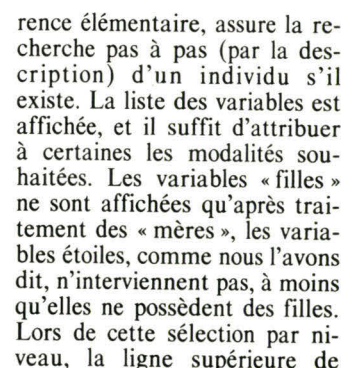 rence élémentaire, assure la re-
cherche pas à pas (par la des-
cription) d'un individu s'il
existe. La liste des variables est
affichée, et il suffit d'attribuer
à certaines les modalités sou-
haitées. Les variables « filles »
ne sont affichées qu'après trai-
tement des « mères », les varia-
bles étoiles, comme nous l'avons
dit, n'interviennent pas, à moins
qu'elles ne possèdent des filles.
Lors de cette sélection par ni-
veau, la ligne supérieure de